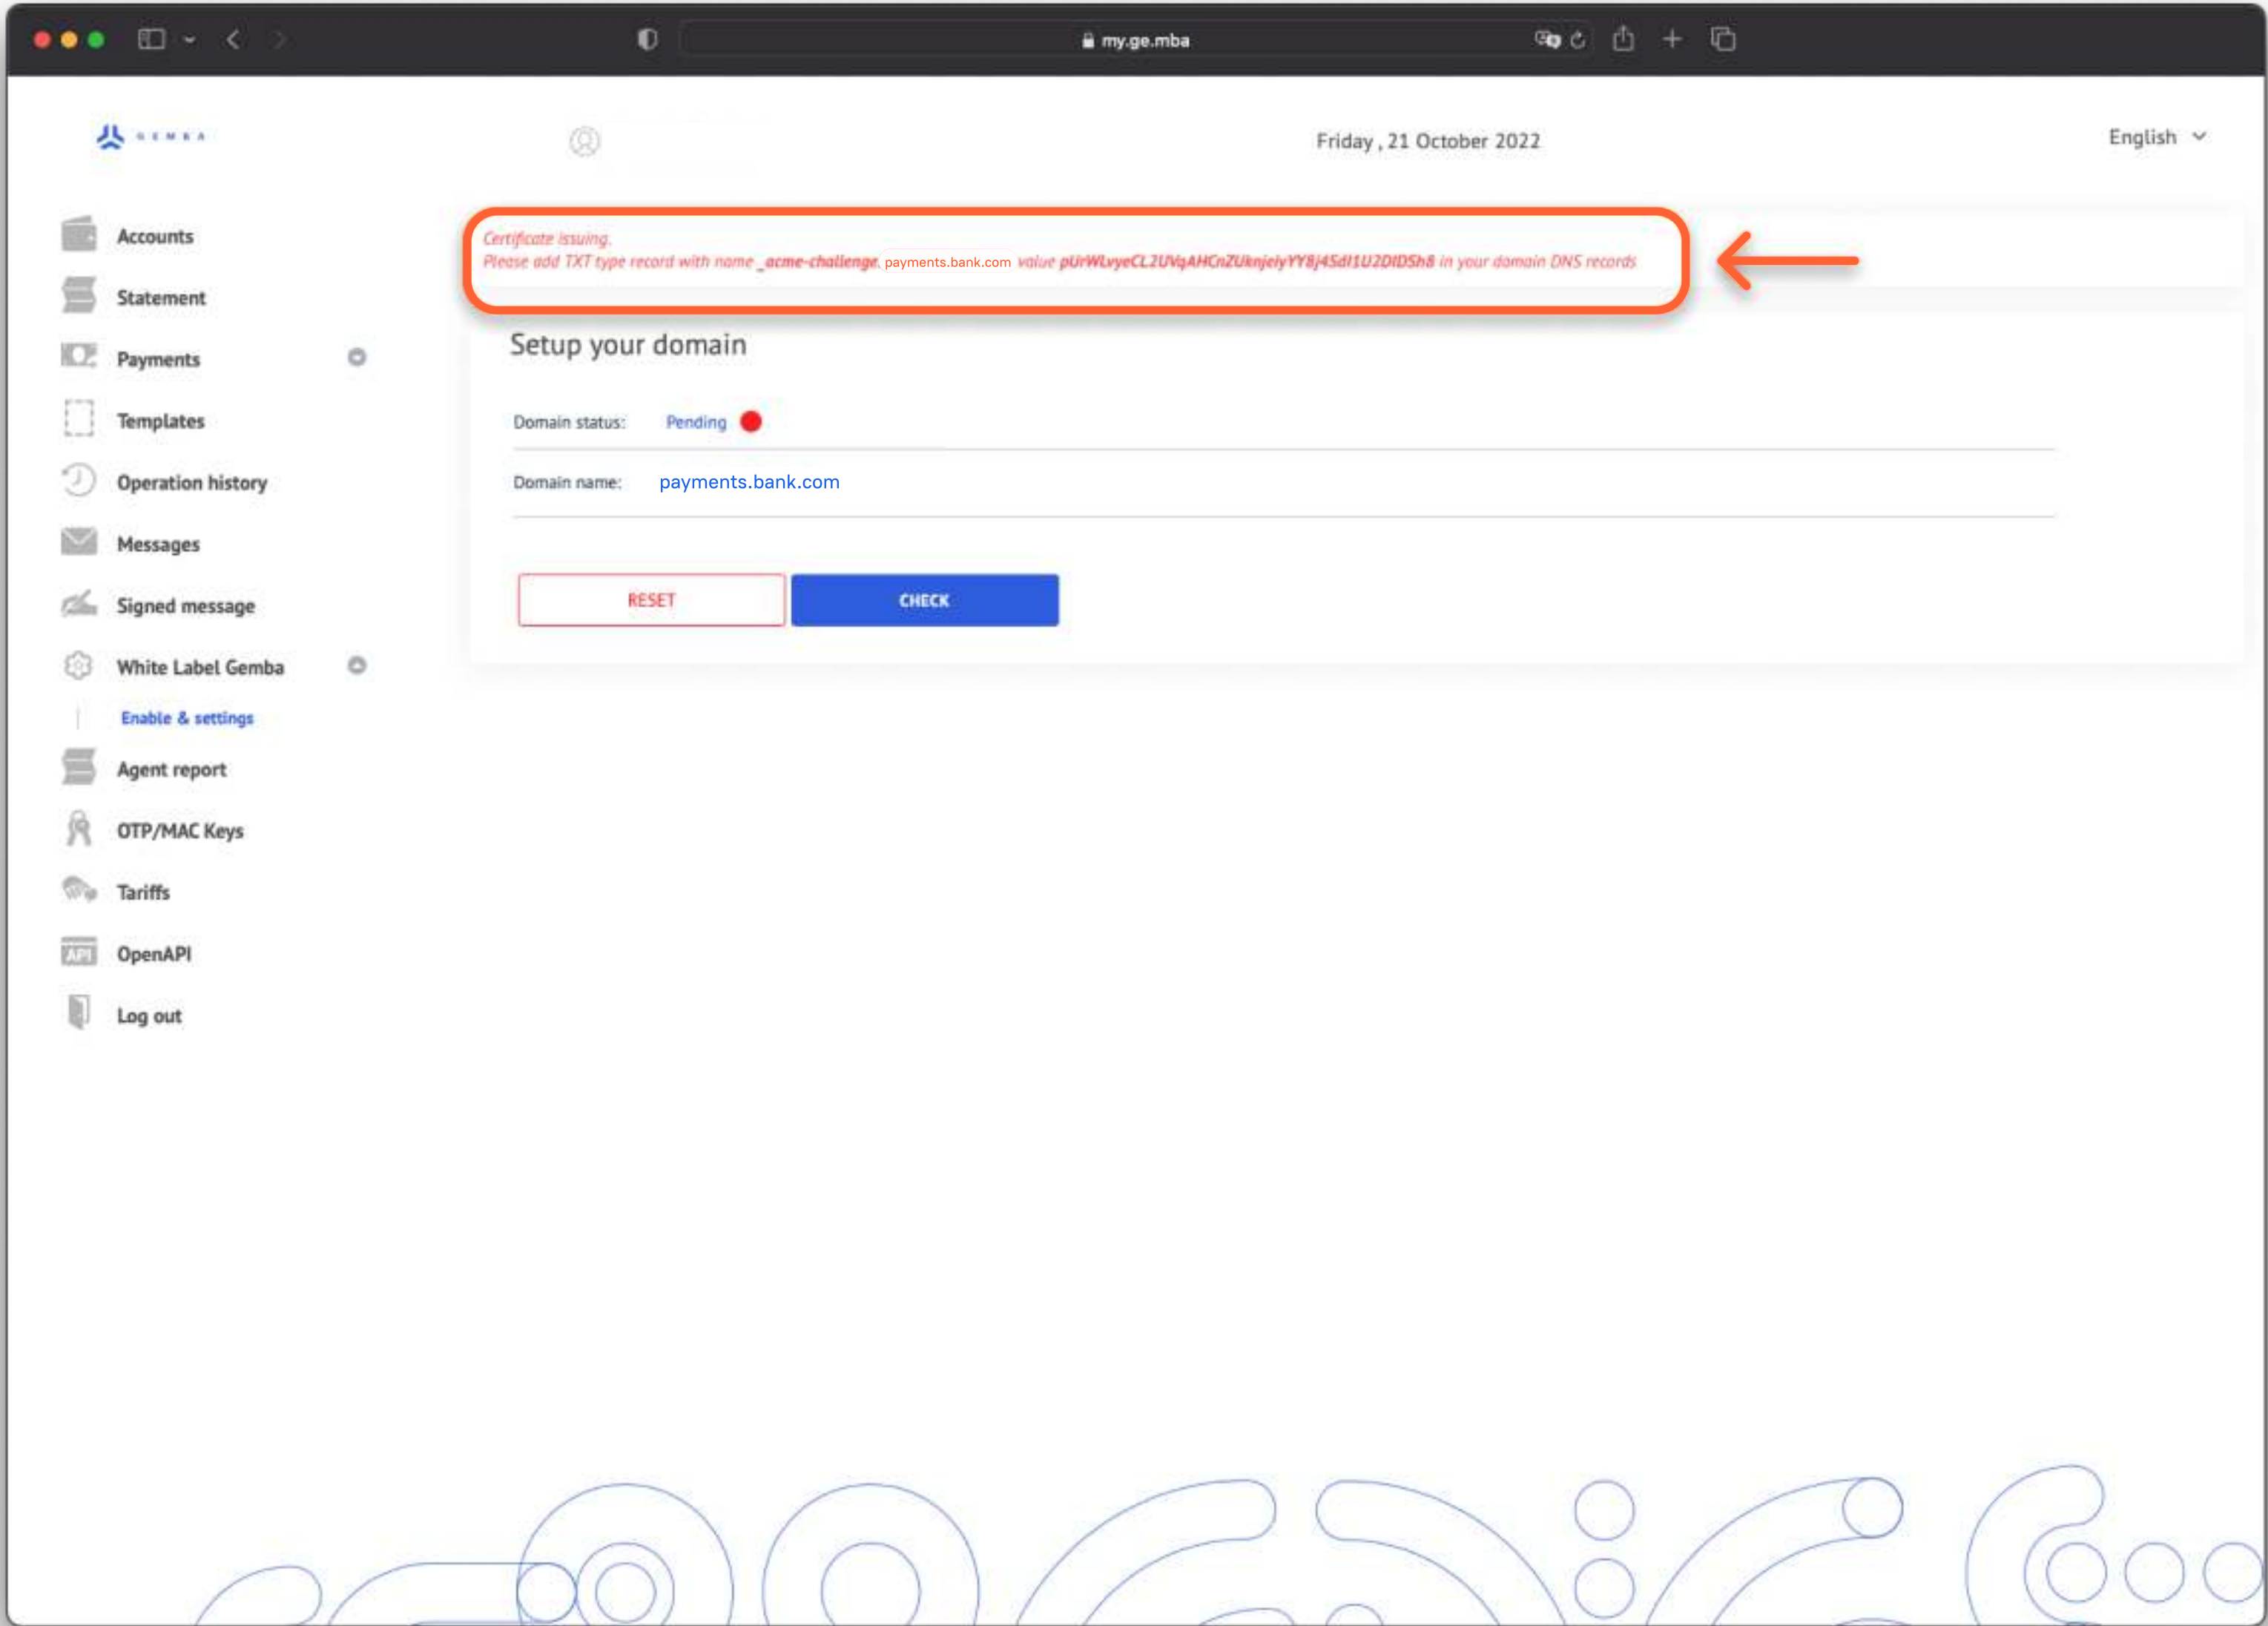 my.ge.mba
GEMBA
Friday , 21 October 2022
English
Certificate issuing.
Please add TXT type record with name _acme-challenge. payments.bank.com value pUrWLvyeCL2UVqAHCnZUknjeiyYY8j4SdI1U2DIDSh8 in your domain DNS records
Accounts
Statement
Payments
Templates
Operation history
Messages
Signed message
White Label Gemba
Enable & settings
Agent report
OTP/MAC Keys
Tariffs
API
OpenAPI
Log out
Setup your domain
Domain status: Pending
Domain name: payments.bank.com
RESET
CHECK